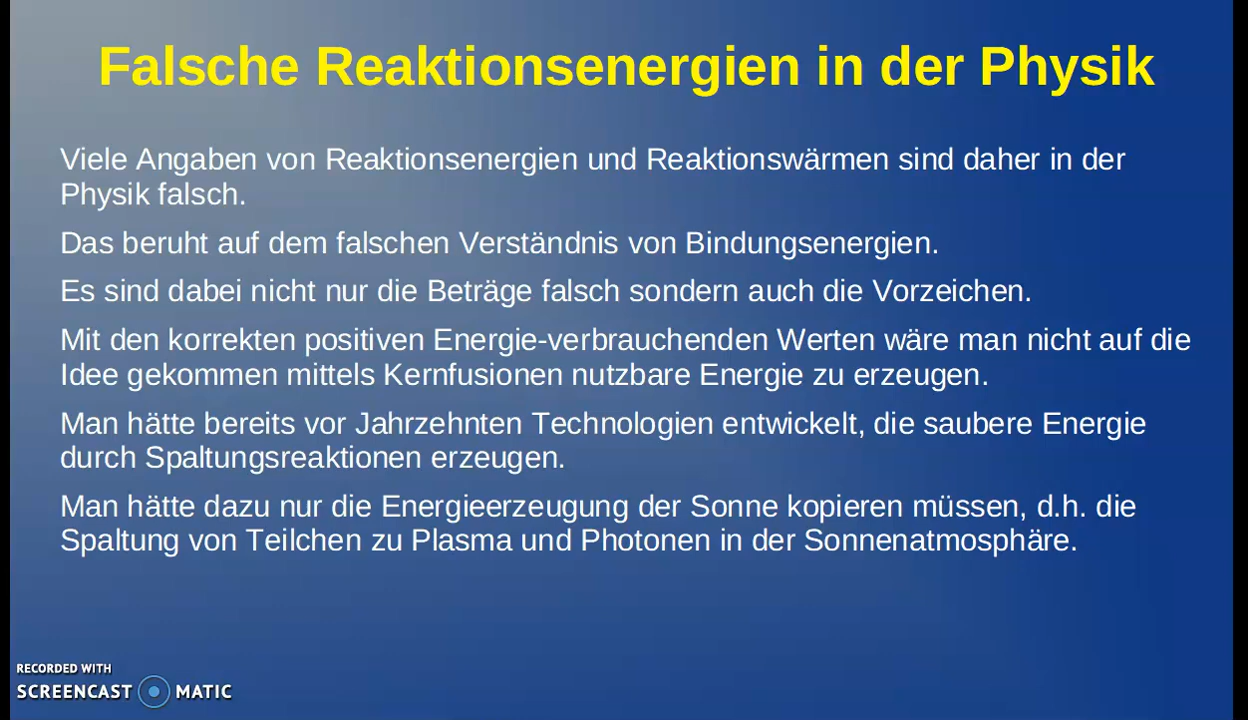 Falsche Reaktionsenergien in der Physik
Viele Angaben von Reaktionsenergien und Reaktionswärmen sind daher in der
Physik falsch.
Das beruht auf dem falschen Verständnis von Bindungsenergien.
Es sind dabei nicht nur die Beträge falsch sondern auch die Vorzeichen.
Mit den korrekten positiven Energie-verbrauchenden Werten wäre man nicht auf die
Idee gekommen mittels Kernfusionen nutzbare Energie zu erzeugen.
Man hätte bereits vor Jahrzehnten Technologien entwickelt, die saubere Energie
durch Spaltungsreaktionen erzeugen.
Man hätte dazu nur die Energieerzeugung der Sonne kopieren müssen, d.h. die
Spaltung von Teilchen zu Plasma und Photonen in der Sonnenatmosphäre.
RECORDED WITH
SCREENCAST MATIC